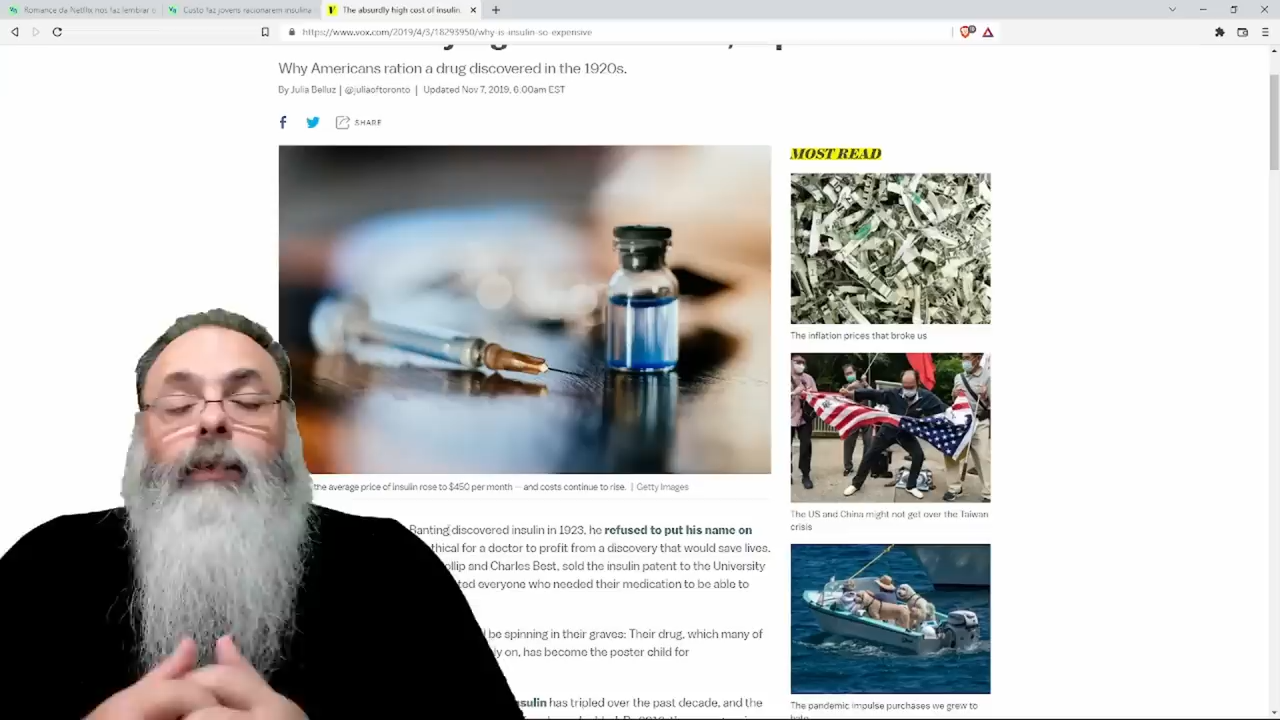 Romance da Netflix nos faz lembrar o
Custo faz jovens racionarem insulina
The absurdly high cost of insulin,
https://www.vox.com/2019/4/3/18293950/why-is-insulin-so-expensive
Why Americans ration a drug discovered in the 1920s.
By Julia Belluz | @juliaoftoronto | Updated Nov 7, 2019, 6:00am EST
SHARE
MOST READ
The inflation prices that broke us
The US and China might not get over the Taiwan
crisis
The pandemic impulse purchases we grew to
the average price of insulin rose to $450 per month — and costs continue to rise. | Getty Images
Banting discovered insulin in 1923, he refused to put his name on
for a doctor to profit from a discovery that would save lives.
and Charles Best, sold the insulin patent to the University
everyone who needed their medication to be able to
be spinning in their graves: Their drug, which many of
on, has become the poster child for
has tripled over the past decade, and the